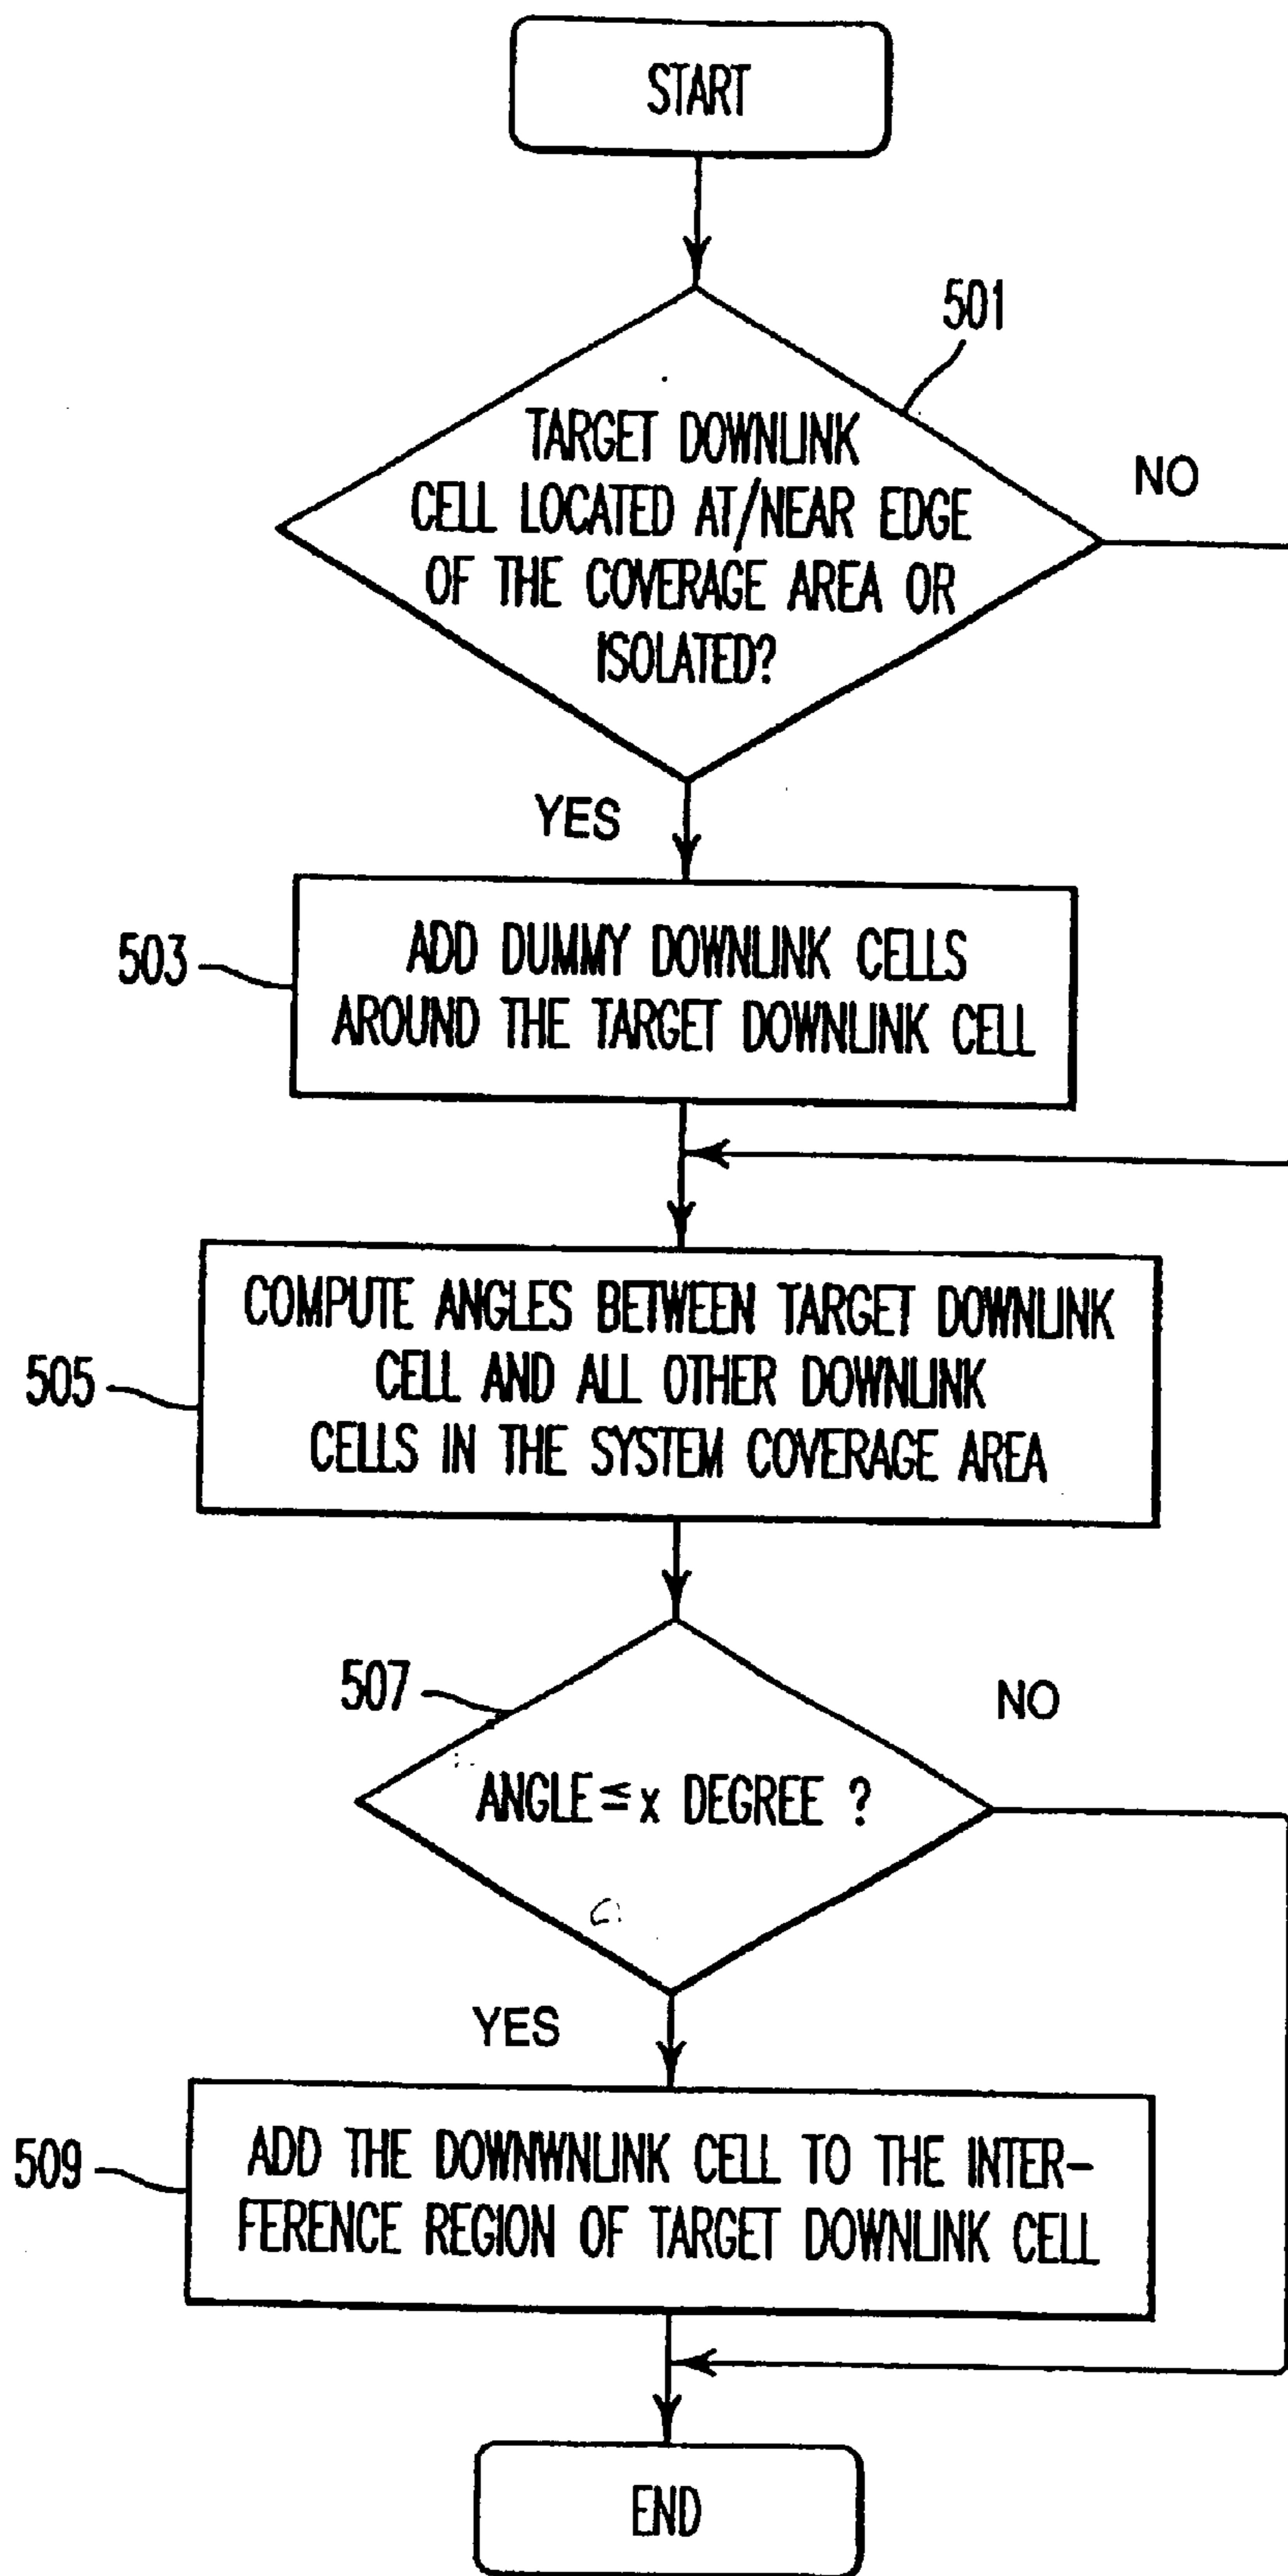 START
501
TARGET DOWNLINK
CELL LOCATED AT/NEAR EDGE
OF THE COVERAGE AREA OR
ISOLATED?
NO
YES
503
ADD DUMMY DOWNLINK CELLS
AROUND THE TARGET DOWNLINK CELL
505
COMPUTE ANGLES BETWEEN TARGET DOWNLINK
CELL AND ALL OTHER DOWNLINK
CELLS IN THE SYSTEM COVERAGE AREA
507
NO
ANGLE ≤ x DEGREE ?
YES
509
ADD THE DOWNWNLINK CELL TO THE INTER-
FERENCE REGION OF TARGET DOWNLINK CELL
END